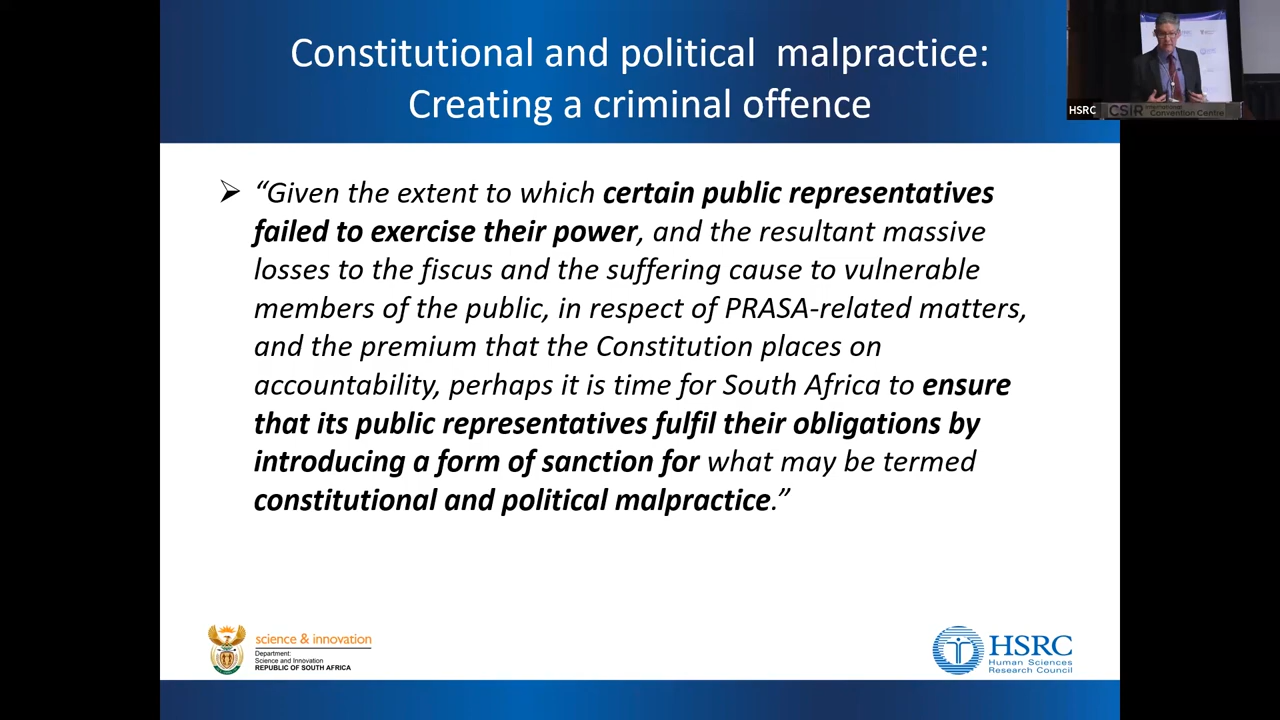 Constitutional and political malpractice:
Creating a criminal offence
HSRC
CSIR International
Convention Centre
➢ “Given the extent to which certain public representatives
failed to exercise their power, and the resultant massive
losses to the fiscus and the suffering cause to vulnerable
members of the public, in respect of PRASA-related matters,
and the premium that the Constitution places on
accountability, perhaps it is time for South Africa to ensure
that its public representatives fulfil their obligations by
introducing a form of sanction for what may be termed
constitutional and political malpractice.”
science & innovation
Department:
Science and Innovation
REPUBLIC OF SOUTH AFRICA
HSRC
Human Sciences
Research Council